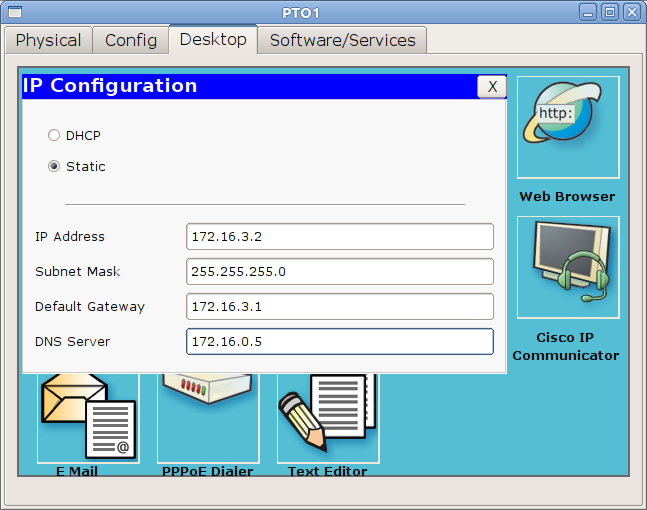 PTO1
Physical Config Desktop Software/Services
IP Configuration X
DHCP
Static
IP Address 172.16.3.2
Subnet Mask 255.255.255.0
Default Gateway 172.16.3.1
DNS Server 172.16.0.5
http:
Web Browser
Cisco IP
Communicator
@
E Mail PPPoE Dialer Text Editor